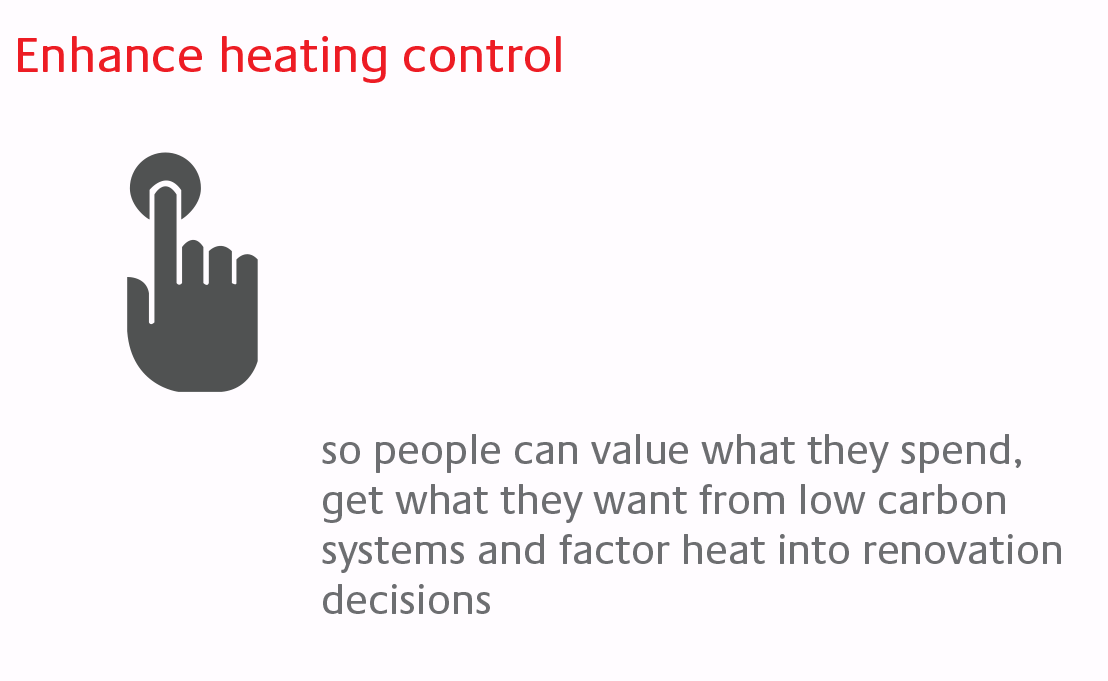 Enhance heating control
so people can value what they spend,
get what they want from low carbon
systems and factor heat into renovation
decisions